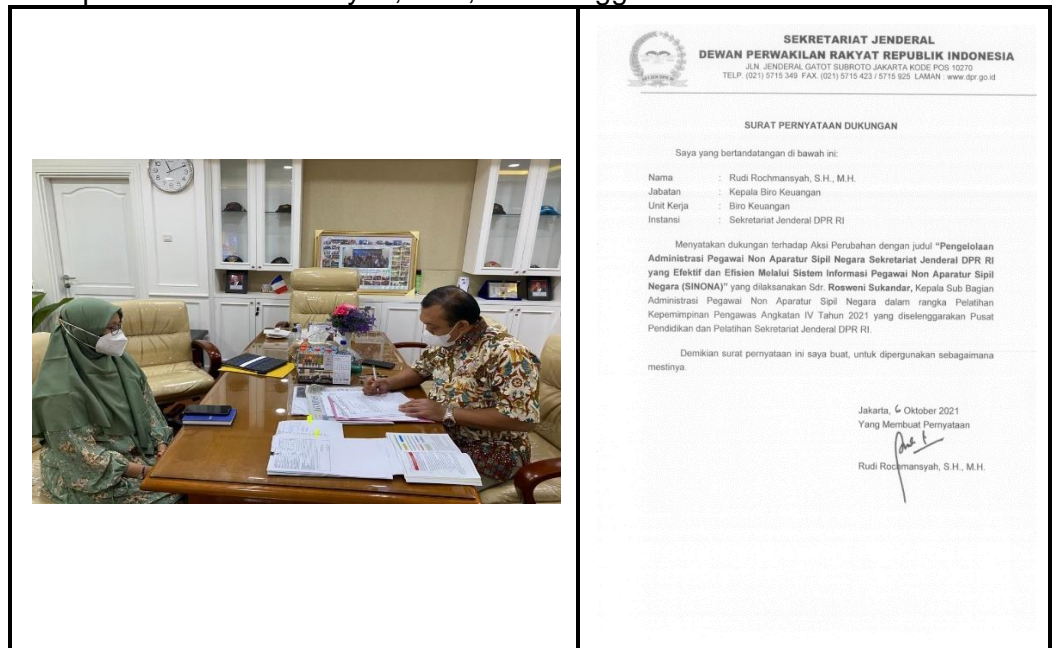 SEKRETARIAT JENDERAL
DEWAN PERWAKILAN RAKYAT REPUBLIK INDONESIA
JLN. JENDERAL GATOT SUBROTO JAKARTA KODE POS 10270
TELP. (021) 5715 349 FAX. (021) 5715 423 / 5715 925 LAMAN : www.dpr.go.id
SURAT PERNYATAAN DUKUNGAN
Saya yang bertandatangan di bawah ini:
Nama : Rudi Rochmansyah, S.H., M.H.
Jabatan : Kepala Biro Keuangan
Unit Kerja : Biro Keuangan
Instansi : Sekretariat Jenderal DPR RI
Menyatakan dukungan terhadap Aksi Perubahan dengan judul "Pengelolaan
Administrasi Pegawai Non Aparatur Sipil Negara Sekretariat Jenderal DPR RI
yang Efektif dan Efisien Melalui Sistem Informasi Pegawai Non Aparatur Sipil
Negara (SINONA)" yang dilaksanakan Sdr. Rosweni Sukandar, Kepala Sub Bagian
Administrasi Pegawai Non Aparatur Sipil Negara dalam rangka Pelatihan
Kepemimpinan Pengawas Angkatan IV Tahun 2021 yang diselenggarakan Pusat
Pendidikan dan Pelatihan Sekretariat Jenderal DPR RI.
Demikian surat pernyataan ini saya buat, untuk dipergunakan sebagaimana
mestinya.
Jakarta, 6 Oktober 2021
Yang Membuat Pernyataan
Rudi Rochmansyah, S.H., M.H.